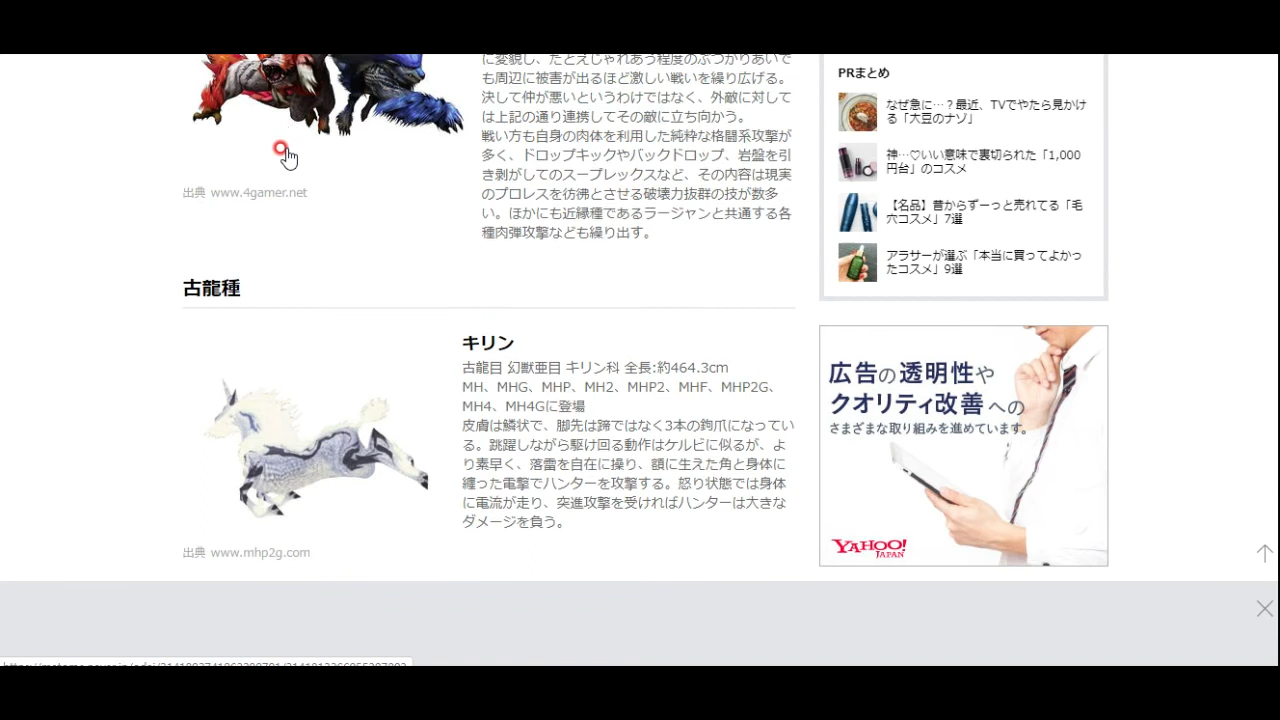 に変貌し、たとえじゃれあう程度のぶつかりあいで
も周辺に被害が出るほど激しい戦いを繰り広げる。
決して仲が悪いというわけではなく、外敵に対して
は上記の通り連携してその敵に立ち向かう。
戦い方も自身の肉体を利用した純粋な格闘系攻撃が
多く、ドロップキックやバックドロップ、岩盤を引
き剥がしてのスープレックスなど、その内容は現実
のプロレスを彷彿とさせる破壊力抜群の技が数多
い。ほかにも近縁種であるラージャンと共通する各
種肉弾攻撃なども繰り出す。
出典 www.4gamer.net
古龍種
キリン
古龍目 幻獣亜目 キリン科 全長:約464.3cm
MH、MHG、MHP、MH2、MHP2、MHF、MHP2G、
MH4、MH4Gに登場
皮膚は鱗状で、脚先は蹄ではなく3本の鉤爪になってい
る。跳躍しながら駆け回る動作はケルビに似るが、よ
り素早く、落雷を自在に操り、額に生えた角と身体に
纏った電撃でハンターを攻撃する。怒り状態では身体
に電流が走り、突進攻撃を受ければハンターは大きな
ダメージを負う。
出典 www.mhp2g.com
PRまとめ
なぜ急に…？最近、TVでやたら見かけ
る「大豆のナゾ」
神…♡いい意味で裏切られた「1,000
円台」のコスメ
【名品】昔からずーっと売れてる「毛
穴コスメ」7選
アラサーが選ぶ「本当に買ってよかっ
たコスメ」9選
広告の透明性や
クオリティ改善への
さまざまな取り組みを進めています。
YAHOO!
JAPAN